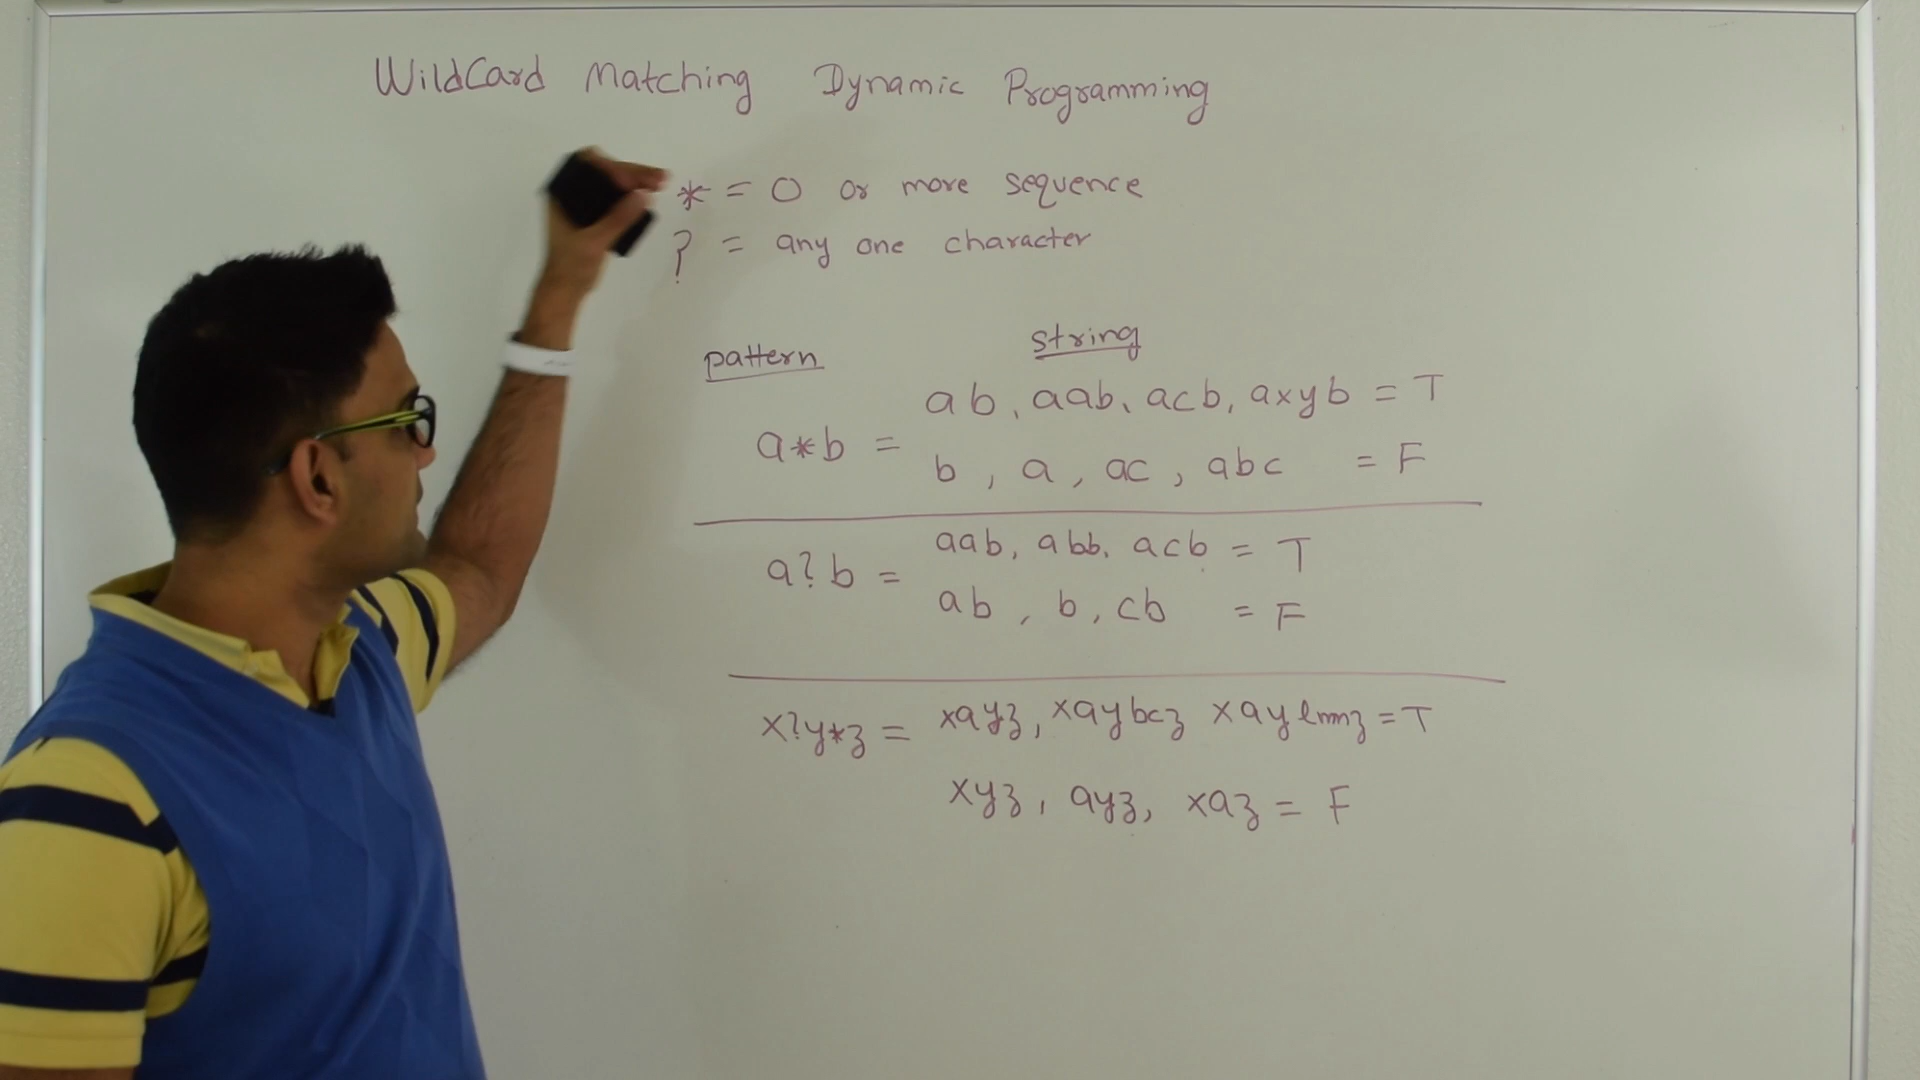 WildCard Matching Dynamic Programming
* = 0 or more sequence
? = any one character
pattern string
ab, aab, acb, axyb = T
a*b =
b, a, ac, abc = F
aab, abb, acb = T
a?b =
ab, b, cb = F
x?y*z = xayz, xaybcz xaylmnz = T
xyz, ayz, xaz = F